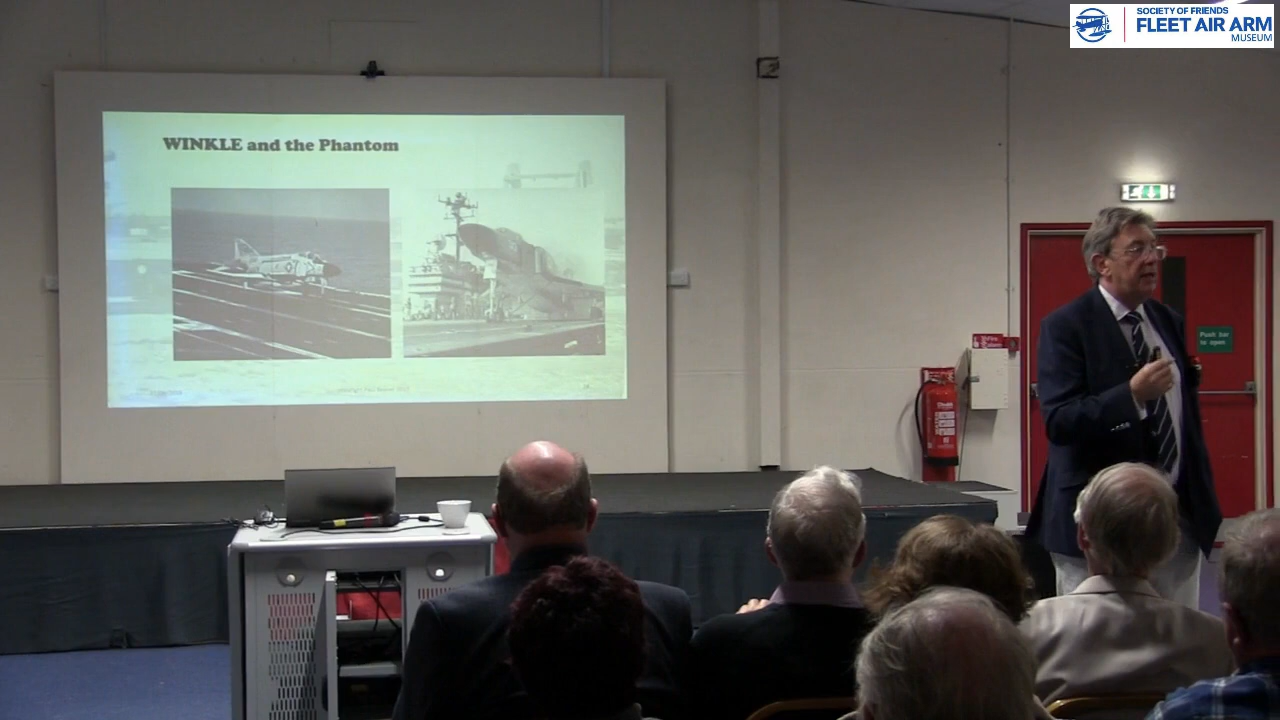 SOCIETY OF FRIENDS
FLEET AIR ARM
MUSEUM
WINKLE and the Phantom
Push bar
to open